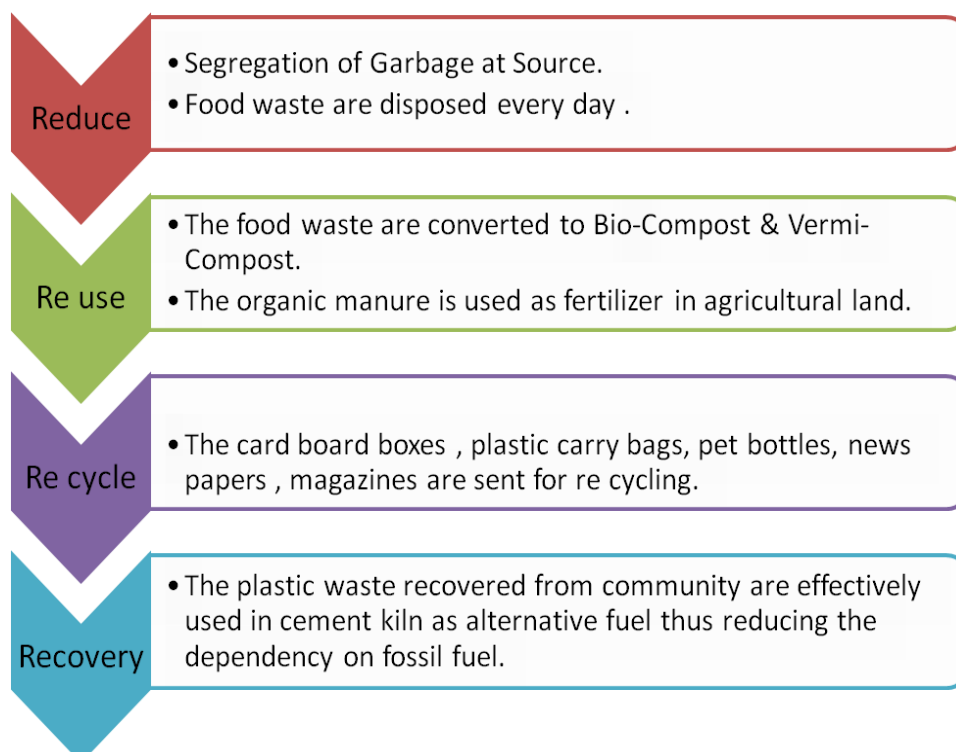 Reduce
• Segregation of Garbage at Source.
• Food waste are disposed every day .
Re use
• The food waste are converted to Bio-Compost & Vermi-
Compost.
• The organic manure is used as fertilizer in agricultural land.
Re cycle
• The card board boxes , plastic carry bags, pet bottles, news
papers , magazines are sent for re cycling.
Recovery
• The plastic waste recovered from community are effectively
used in cement kiln as alternative fuel thus reducing the
dependency on fossil fuel.